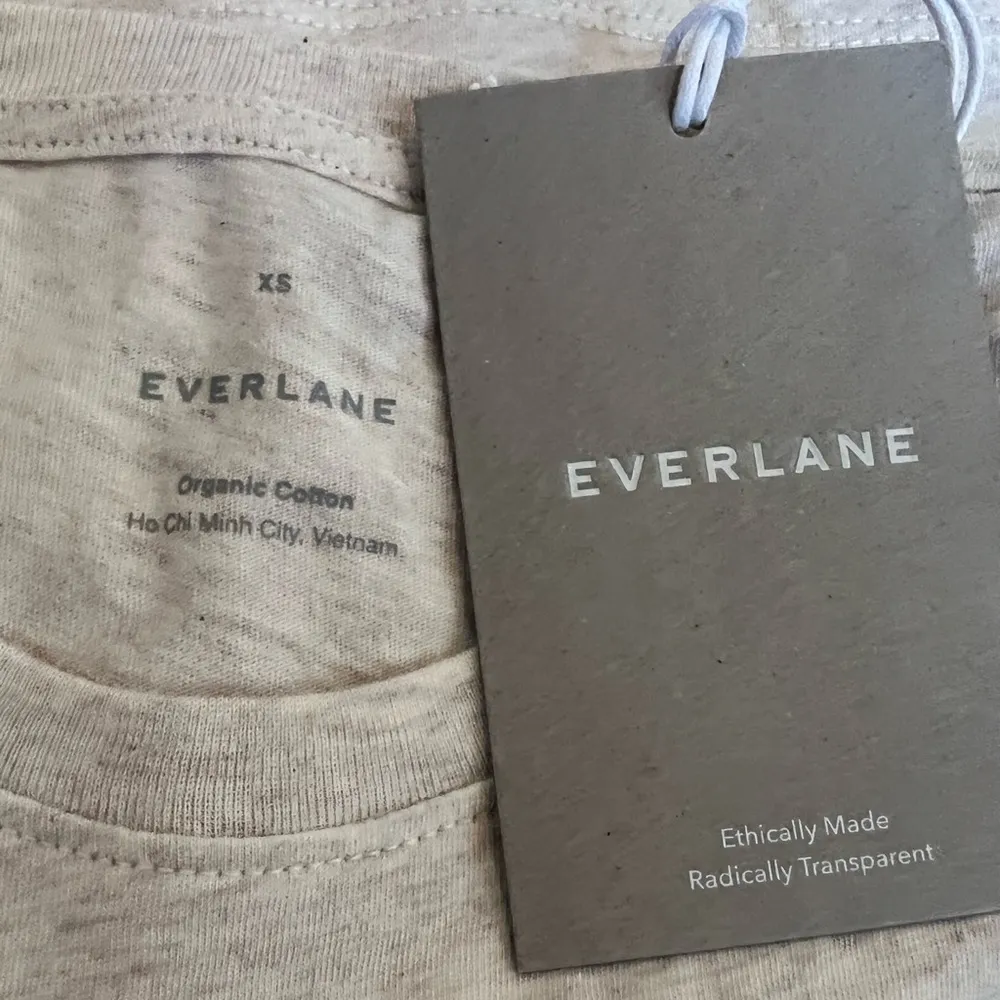 XS
EVERLANE
Organic Cotton
Ho Chi Minh City, Vietnam
EVERLANE
Ethically Made
Radically Transparent